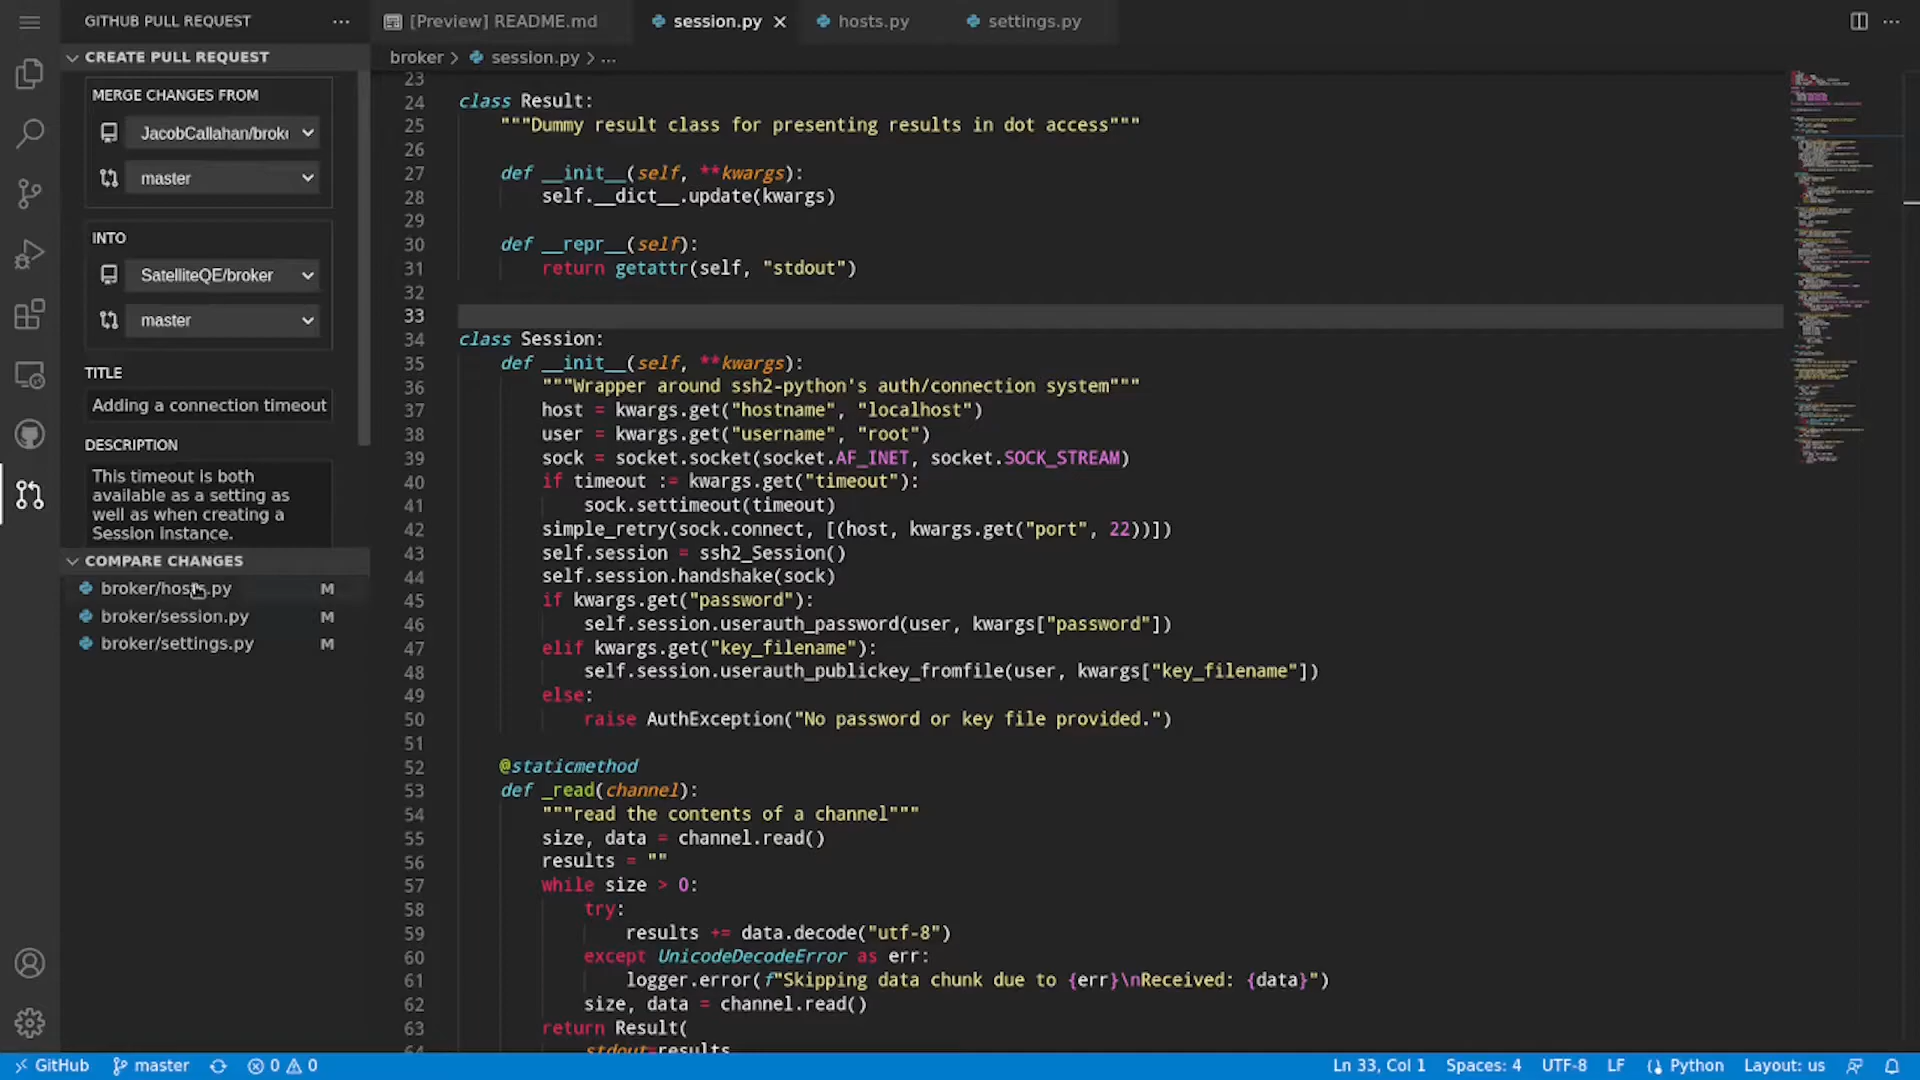 GITHUB PULL REQUEST
CREATE PULL REQUEST
MERGE CHANGES FROM
JacobCallahan/brok
master
INTO
SatelliteQE/broker
master
TITLE
Adding a connection timeout
DESCRIPTION
This timeout is both
available as a setting as
well as when creating a
Session instance.
COMPARE CHANGES
broker/hosts.py M
broker/session.py M
broker/settings.py M
[Preview] README.md
session.py
hosts.py
settings.py
broker > session.py > ...
23
24 class Result:
25 """Dummy result class for presenting results in dot access"""
26
27 def __init__(self, **kwargs):
28 self.__dict__.update(kwargs)
29
30 def __repr__(self):
31 return getattr(self, "stdout")
32
33
34 class Session:
35 def __init__(self, **kwargs):
36 """Wrapper around ssh2-python's auth/connection system"""
37 host = kwargs.get("hostname", "localhost")
38 user = kwargs.get("username", "root")
39 sock = socket.socket(socket.AF_INET, socket.SOCK_STREAM)
40 if timeout := kwargs.get("timeout"):
41 sock.settimeout(timeout)
42 simple_retry(sock.connect, [(host, kwargs.get("port", 22))])
43 self.session = ssh2_Session()
44 self.session.handshake(sock)
45 if kwargs.get("password"):
46 self.session.userauth_password(user, kwargs["password"])
47 elif kwargs.get("key_filename"):
48 self.session.userauth_publickey_fromfile(user, kwargs["key_filename"])
49 else:
50 raise AuthException("No password or key file provided.")
51
52 @staticmethod
53 def _read(channel):
54 """read the contents of a channel"""
55 size, data = channel.read()
56 results = ""
57 while size > 0:
58 try:
59 results += data.decode("utf-8")
60 except UnicodeDecodeError as err:
61 logger.error(f"Skipping data chunk due to {err}\nReceived: {data}")
62 size, data = channel.read()
63 return Result(
64 stdout=results
GitHub master 0 0 Ln 33, Col 1 Spaces: 4 UTF-8 LF Python Layout: us